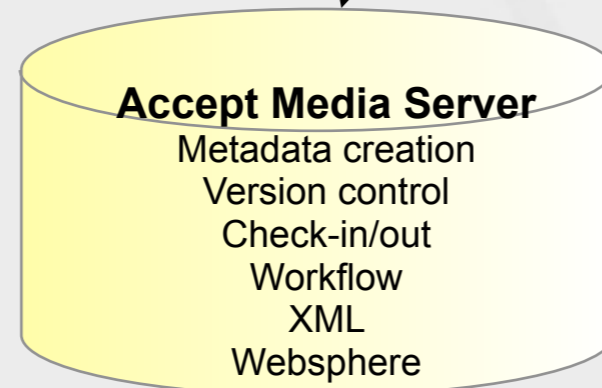 Accept Media Server
Metadata creation
Version control
Check-in/out
Workflow
XML
Websphere